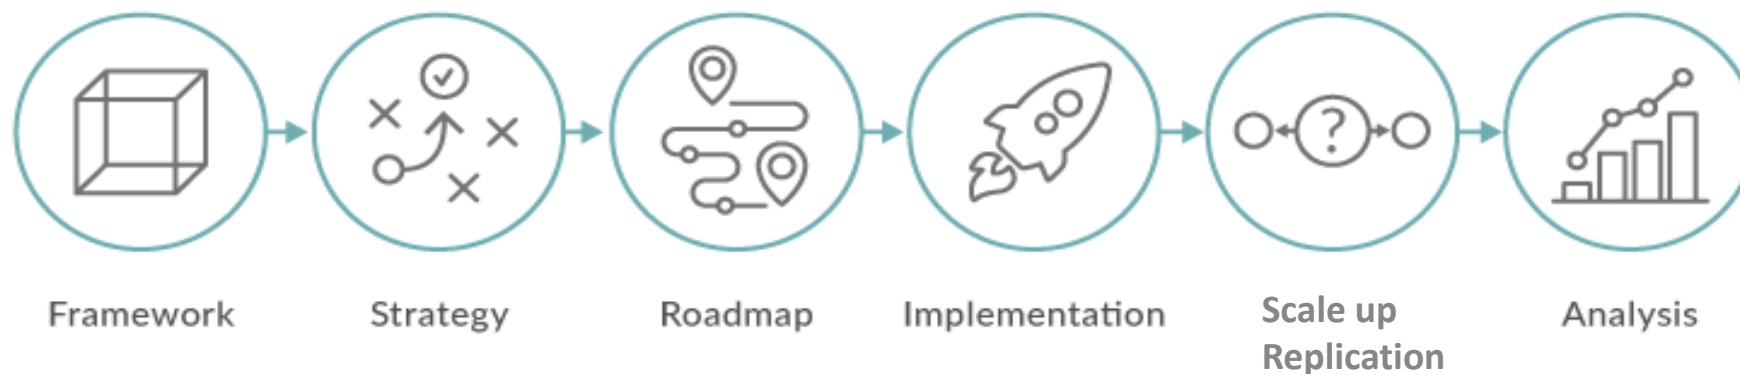 Framework
Strategy
Roadmap
Implementation
Scale up
Replication
Analysis
?